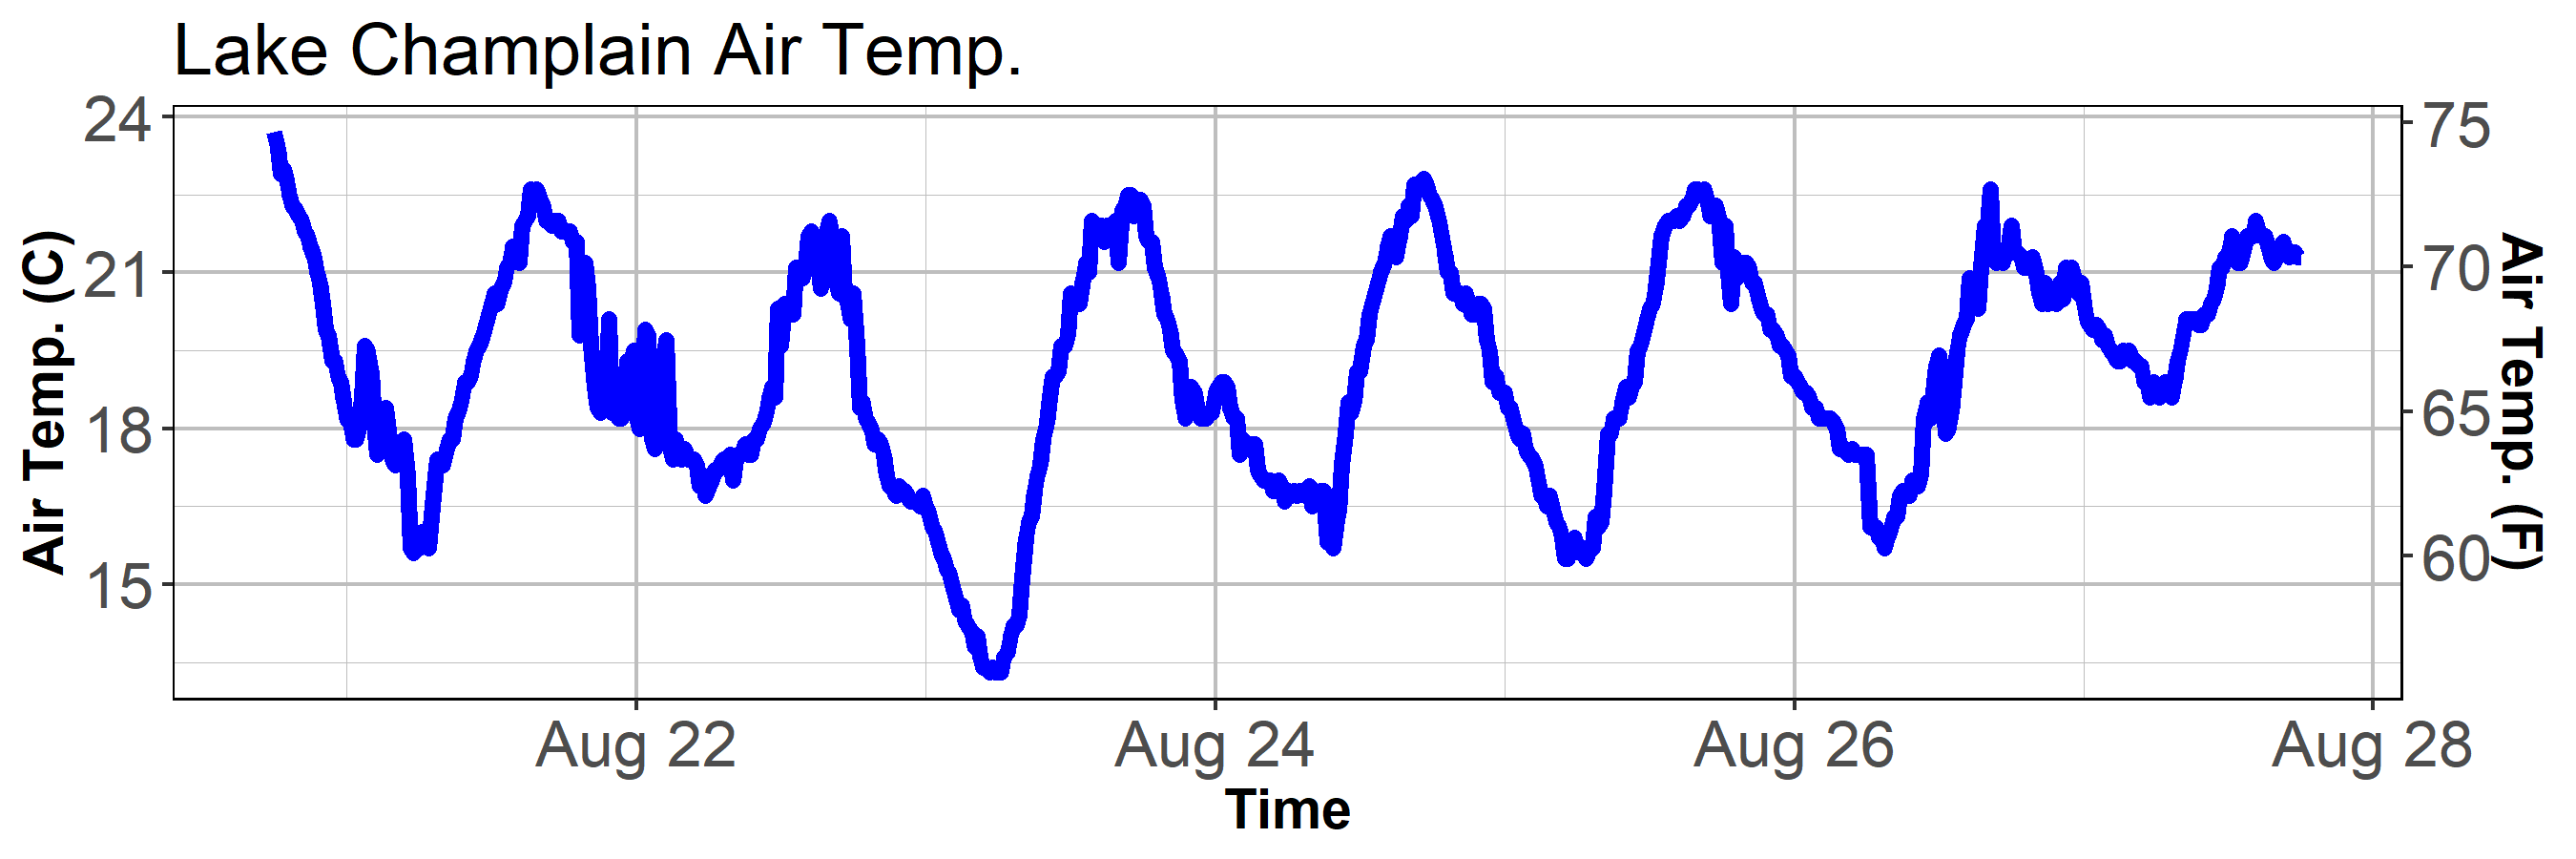 Lake Champlain Air Temp.
24
21
18
15
Air Temp. (C)
75
70
65
60
Air Temp. (F)
Aug 22
Aug 24
Aug 26
Aug 28
Time